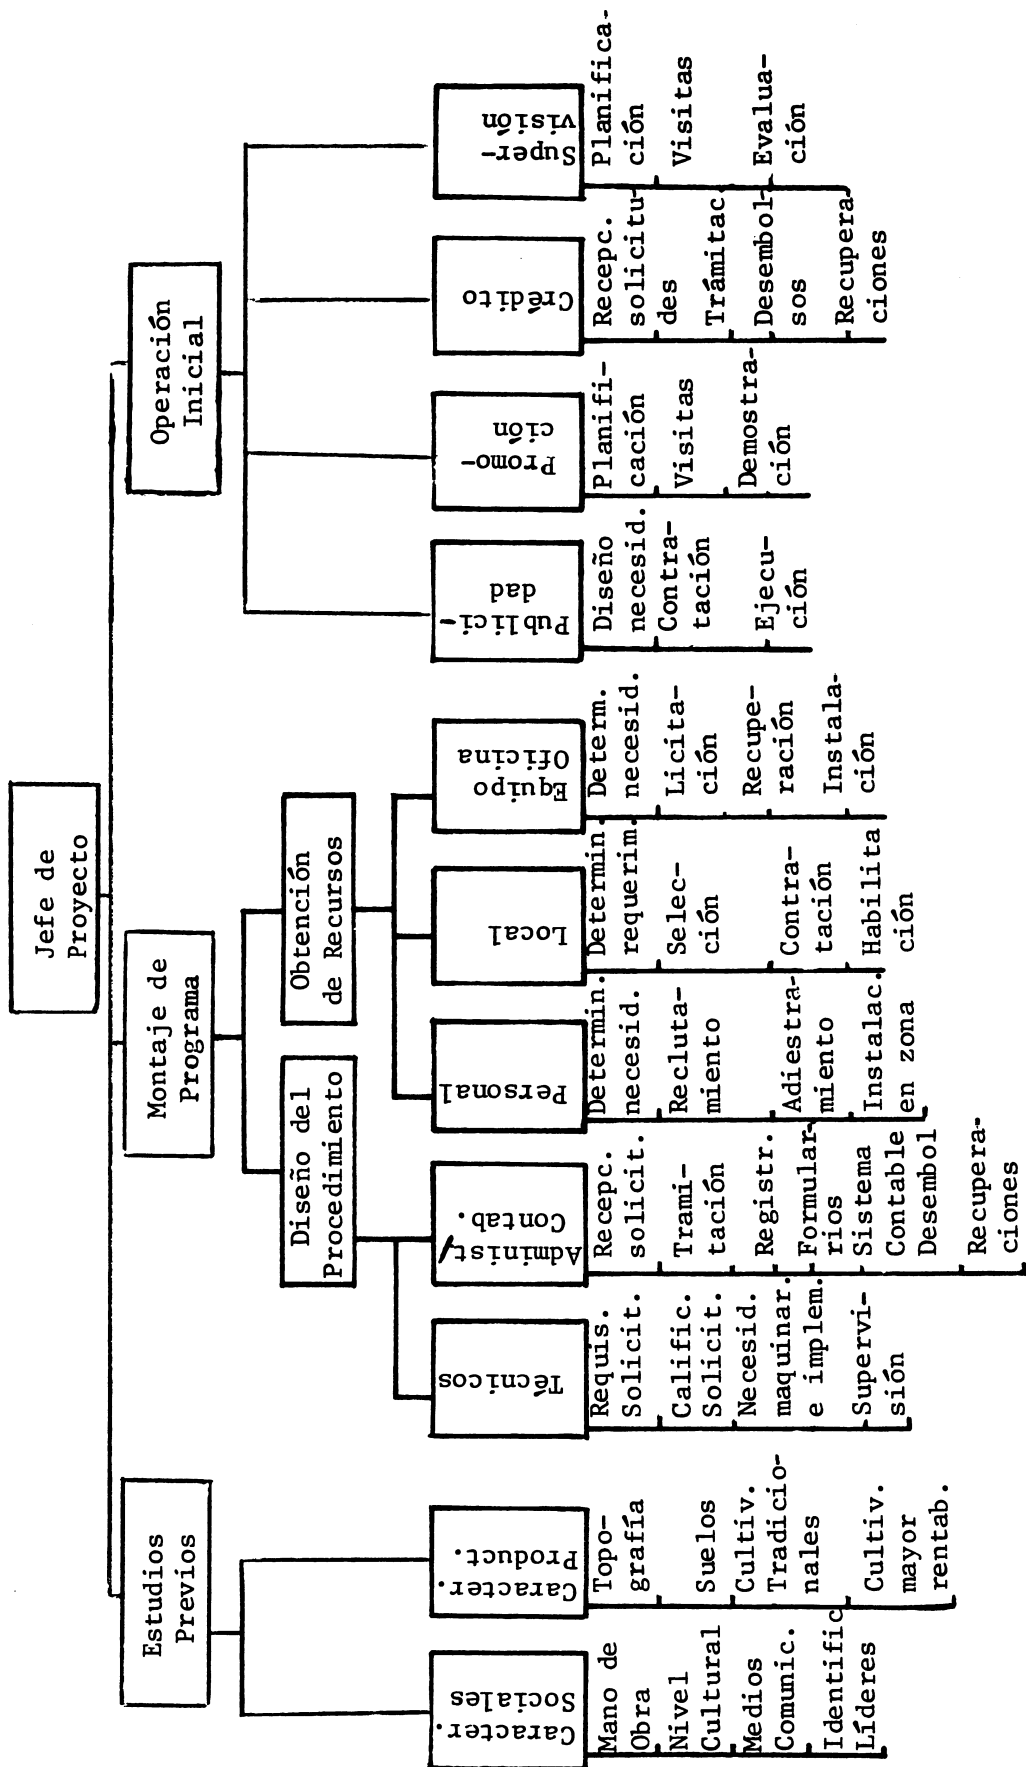 Jefe de
Proyecto
Estudios
Previos
Montaje de
Programa
Operación
Inicial
Diseño del
Procedimiento
Obtención
de Recursos
Caracter.
Sociales
Caracter.
Product.
Técnicos
Administ.
Contab.
Personal
Local
Equipo
Oficina
Publici-
dad
Promo-
ción
Crédito
Super-
visión
Mano de
Obra
Nivel
Cultural
Medios
Comunic.
Identific
Líderes
Topo-
grafía
Suelos
Cultiv.
Tradicio-
nales
Cultiv.
mayor
rentab.
Requis.
Solicit.
Calific.
Solicit.
Necesid.
maquinar.
e implem.
Supervi-
sión
Recepc.
solicit.
Trami-
tación
Registr.
Formular-
rios
Sistema
Contable
Desembol
Recupera-
ciones
Determin.
necesid.
Recluta-
miento
Adiestra-
miento
Instalac.
en zona
Determin.
requerim.
Selec-
ción
Contra-
tación
Habilita
ción
Determ.
necesid.
Licita-
ción
Recupe-
ración
Instala-
ción
Diseño
necesid.
Contra-
tación
Ejecu-
ción
Planifi-
cación
Visitas
Demostra-
ción
Recepc.
solicitu
des
Trámitac
Desembol-
sos
Recupera-
ciones
Planifica-
ción
Visitas
Evalua-
ción